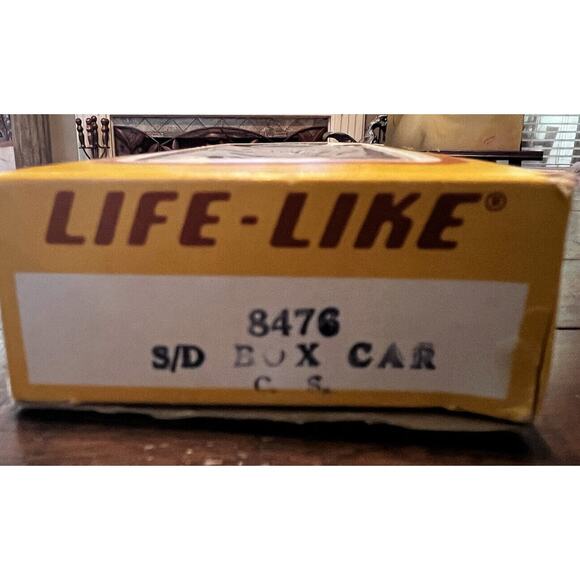 LIFE-LIKE®
8476
S/D BOX CAR
C. S.